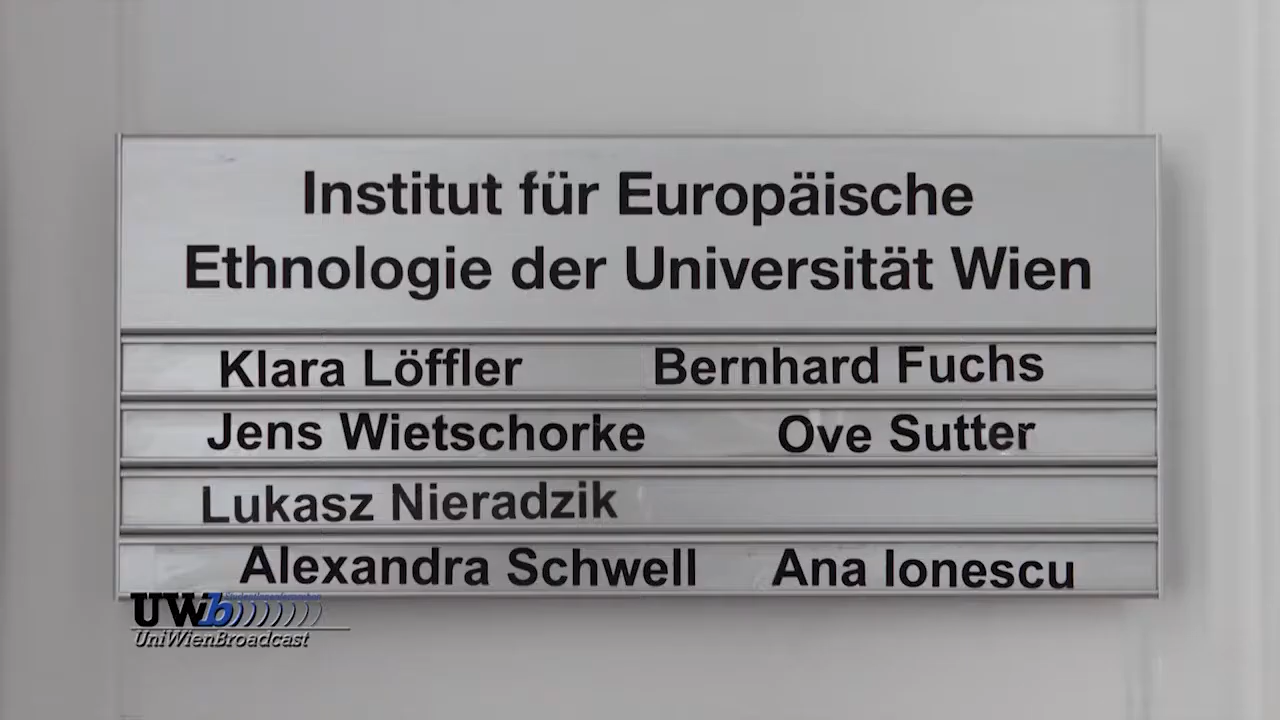 Institut für Europäische
Ethnologie der Universität Wien
Klara Löffler Bernhard Fuchs
Jens Wietschorke Ove Sutter
Lukasz Nieradzik
Alexandra Schwell Ana Ionescu
UWb
UniWienBroadcast